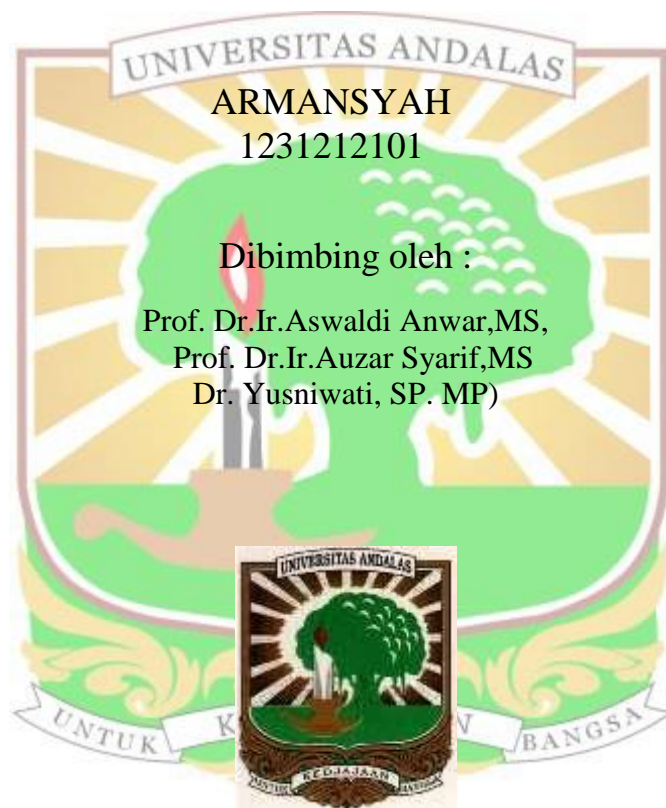 UNIVERSITAS ANDALAS
ARMANSYAH
1231212101
Dibimbing oleh :
Prof. Dr.Ir.Aswaldi Anwar,MS,
Prof. Dr.Ir.Auzar Syarif,MS
Dr. Yusniwati, SP. MP)
UNIVERSITAS ANDALAS
UNTUK K N BANGSA
KEDJAJAAN